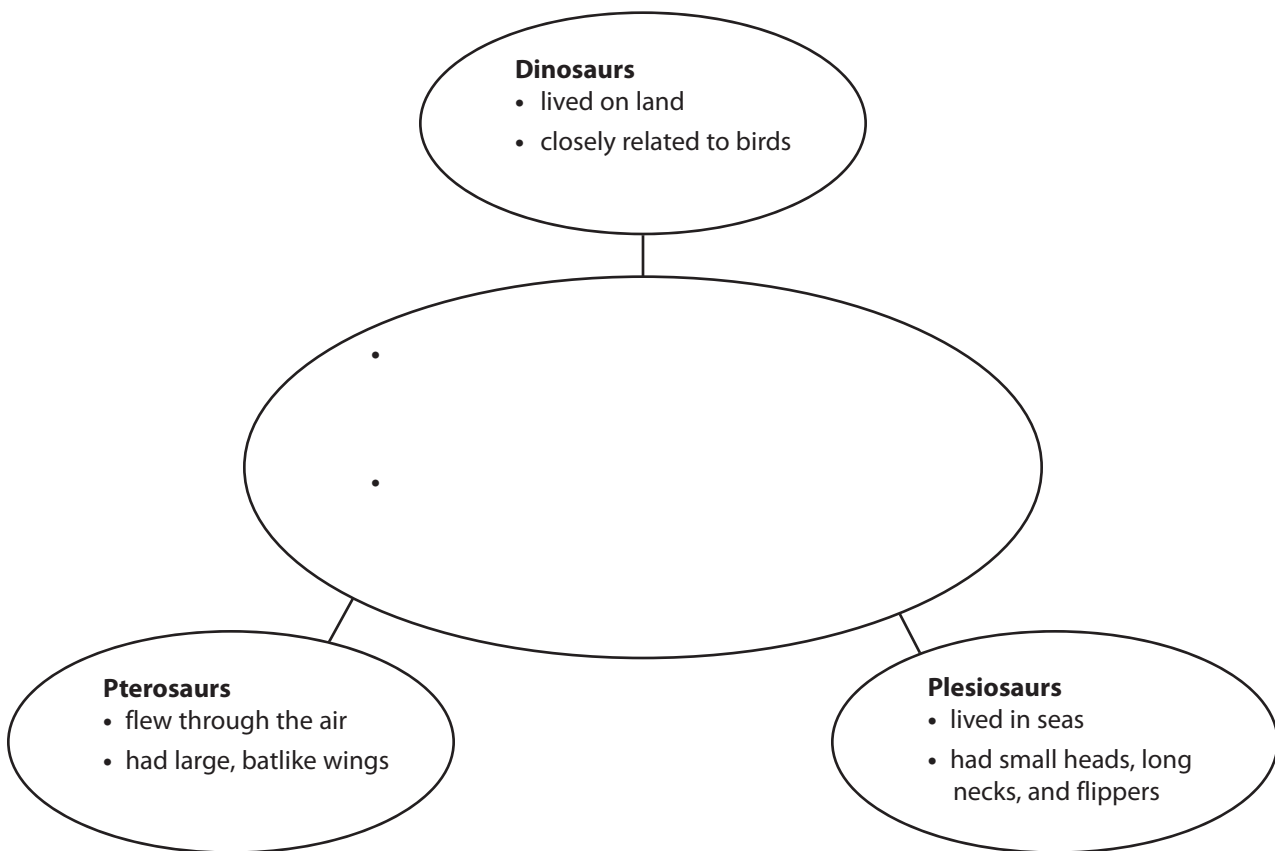 Dinosaurs
• lived on land
• closely related to birds
•
•
Pterosaurs
• flew through the air
• had large, batlike wings
Plesiosaurs
• lived in seas
• had small heads, long
necks, and flippers